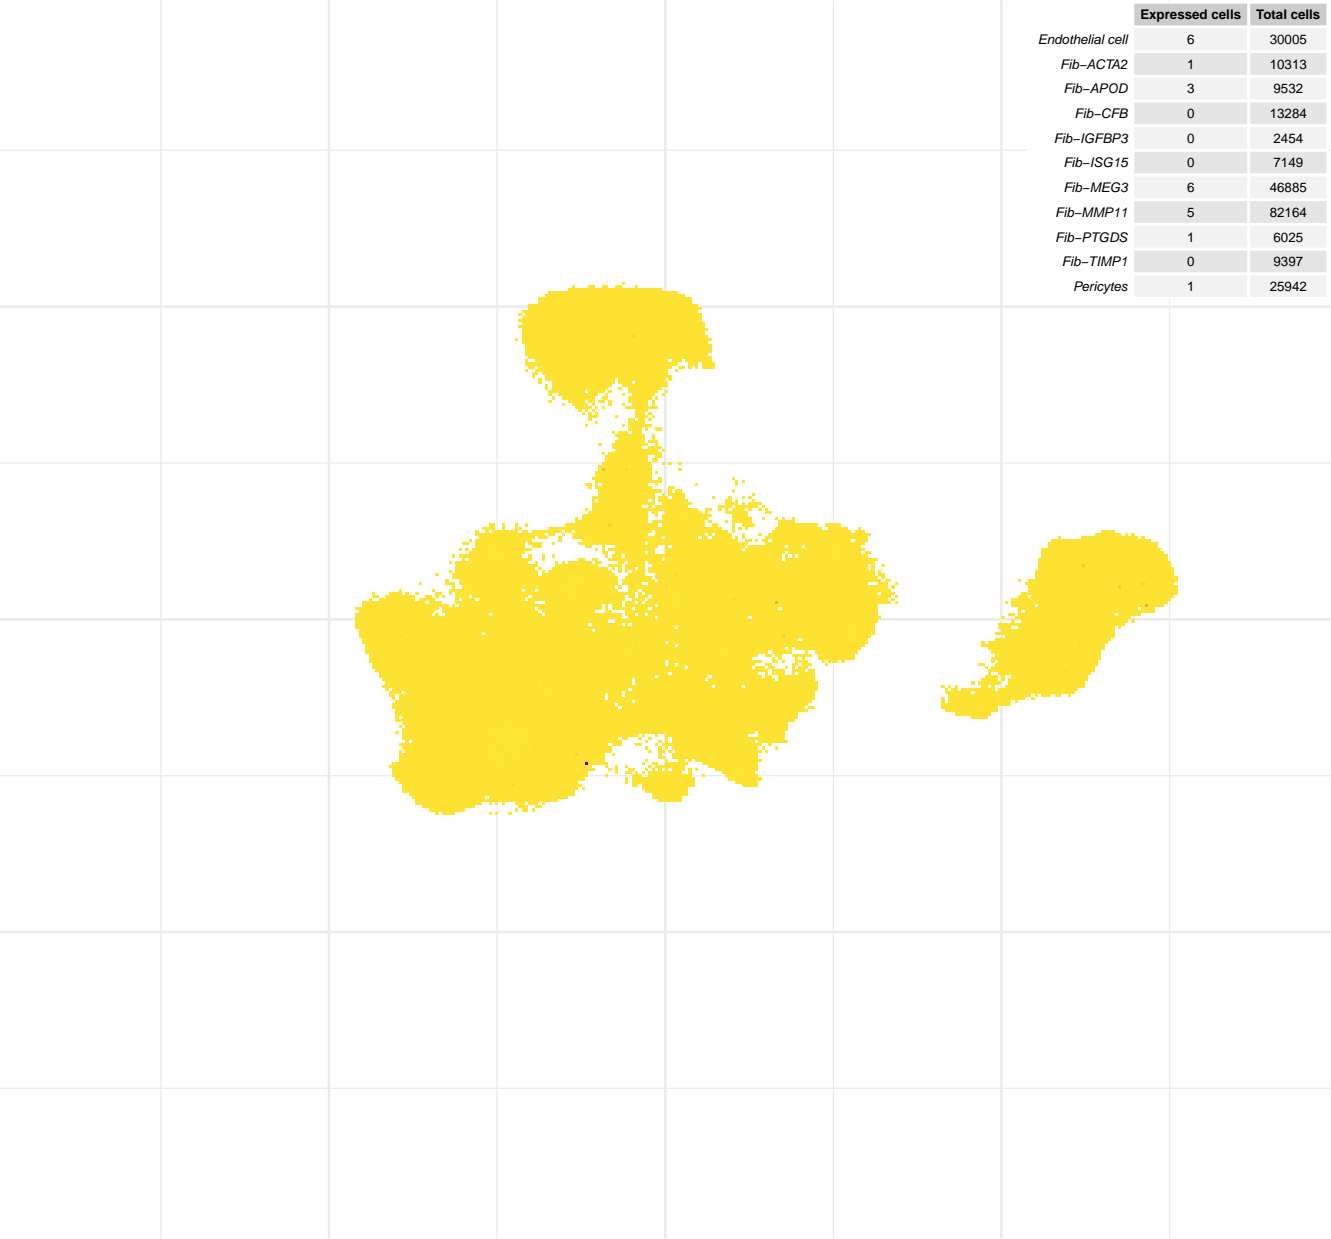 Expressed cells Total cells
Endothelial cell 6 30005
Fib−ACTA2 1 10313
Fib−APOD 3 9532
Fib−CFB 0 13284
Fib−IGFBP3 0 2454
Fib−ISG15 0 7149
Fib−MEG3 6 46885
Fib−MMP11 5 82164
Fib−PTGDS 1 6025
Fib−TIMP1 0 9397
Pericytes 1 25942